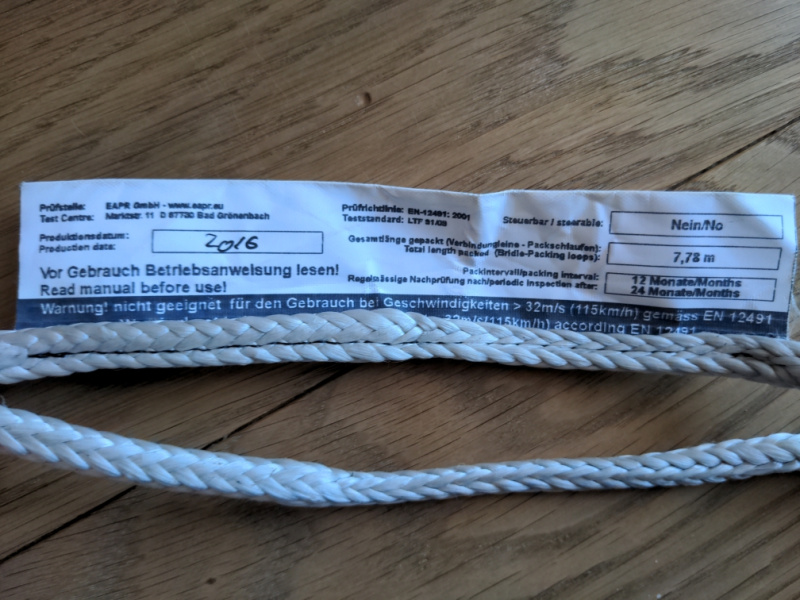 Prüfstelle: EAPR GmbH - www.eapr.eu
Test Centre: Marktstr. 11 D 87730 Bad Grönenbach
Produktionsdatum:
Production date:
2016
Vor Gebrauch Betriebsanweisung lesen!
Read manual before use!
Prüfrichtlinie: EN-12491: 2001
Teststandard: LTF 91/09
Steuerbar / steerable: Nein/No
Gesamtlänge gepackt (Verbindungleine - Packschlaufen):
Total length packed (Bridle-Packing loops):
7,78 m
Packintervall/packing interval: 12 Monate/Months
Regelsässige Nachprüfung nach/periodic inspection after: 24 Monate/Months
Warnung! nicht geeignet für den Gebrauch bei Geschwindigkeiten > 32m/s (115km/h) gemäss EN 12491
32m/s(115km/h) according EN 12491